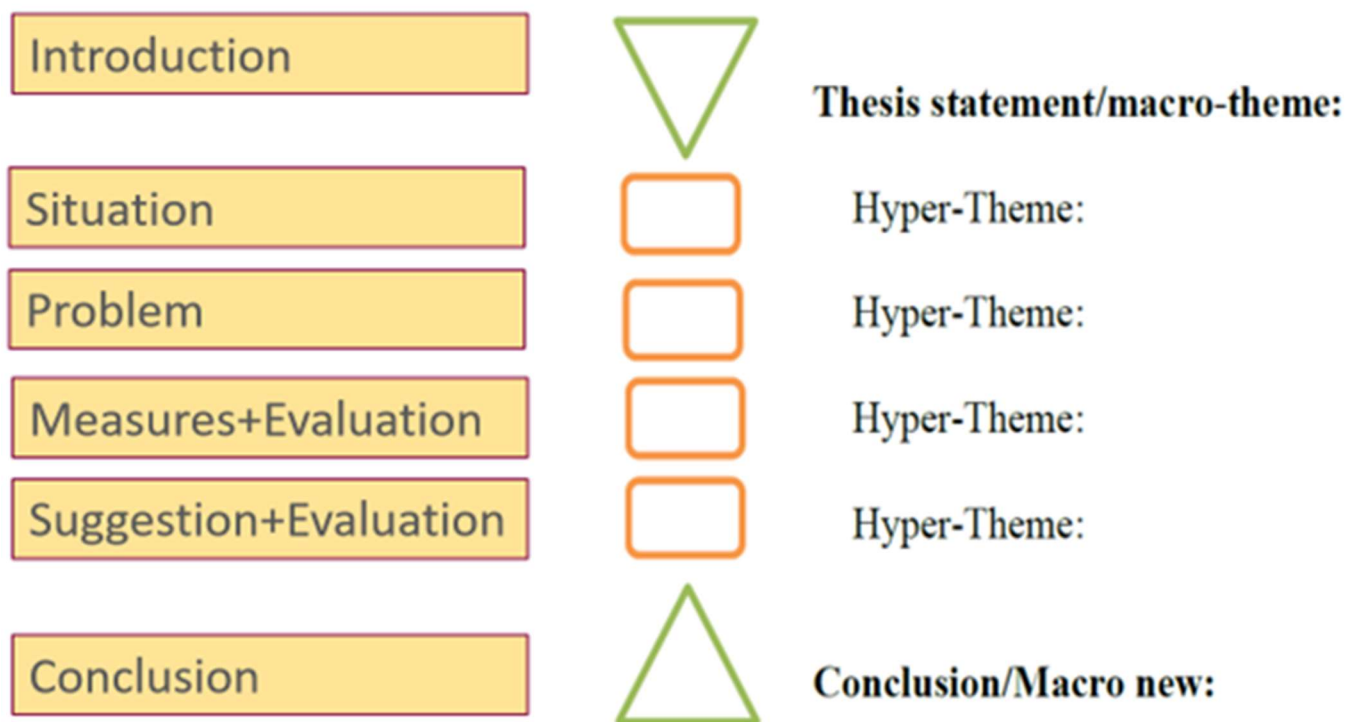 Introduction
Thesis statement/macro-theme:
Situation
Hyper-Theme:
Problem
Hyper-Theme:
Measures+Evaluation
Hyper-Theme:
Suggestion+Evaluation
Hyper-Theme:
Conclusion
Conclusion/Macro new: